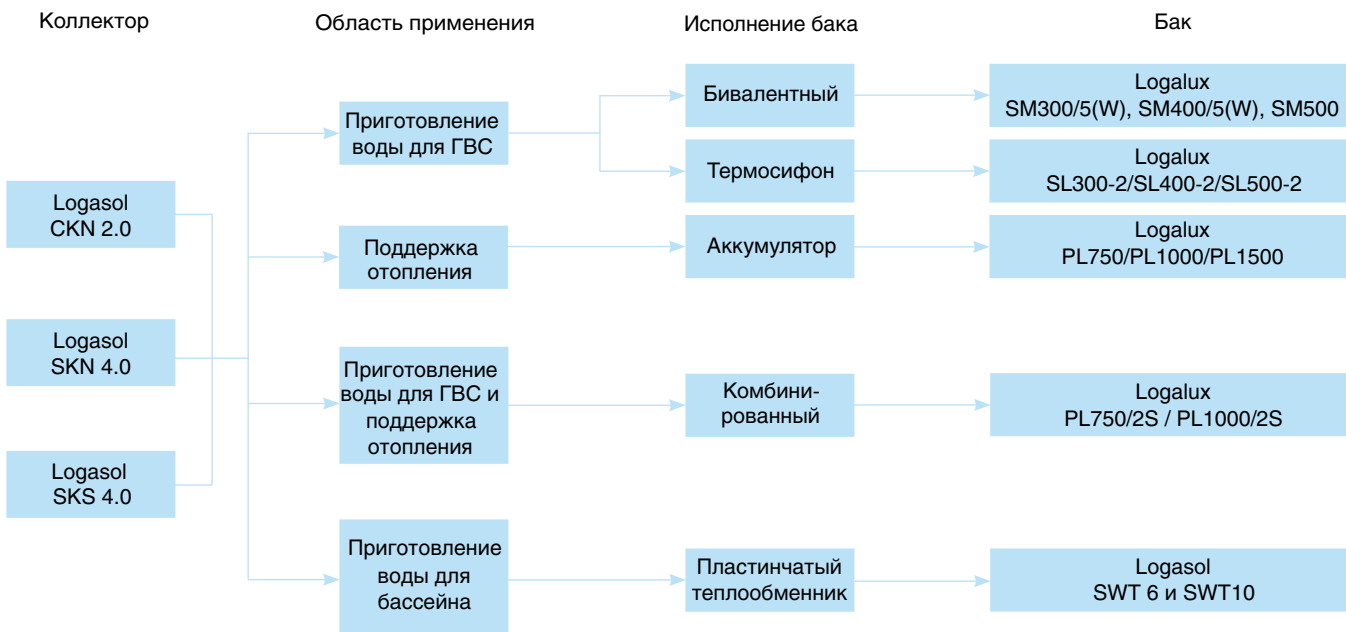 Коллектор
Область применения
Исполнение бака
Бак
Logasol
CKN 2.0
Logasol
SKN 4.0
Logasol
SKS 4.0
Приготовление
воды для ГВС
Поддержка
отопления
Приготовление
воды для ГВС и
поддержка
отопления
Приготовление
воды для
бассейна
Бивалентный
Термосифон
Аккумулятор
Комбини-
рованный
Пластинчатый
теплообменник
Logalux
SM300/5(W), SM400/5(W), SM500
Logalux
SL300-2/SL400-2/SL500-2
Logalux
PL750/PL1000/PL1500
Logalux
PL750/2S / PL1000/2S
Logasol
SWT 6 и SWT10